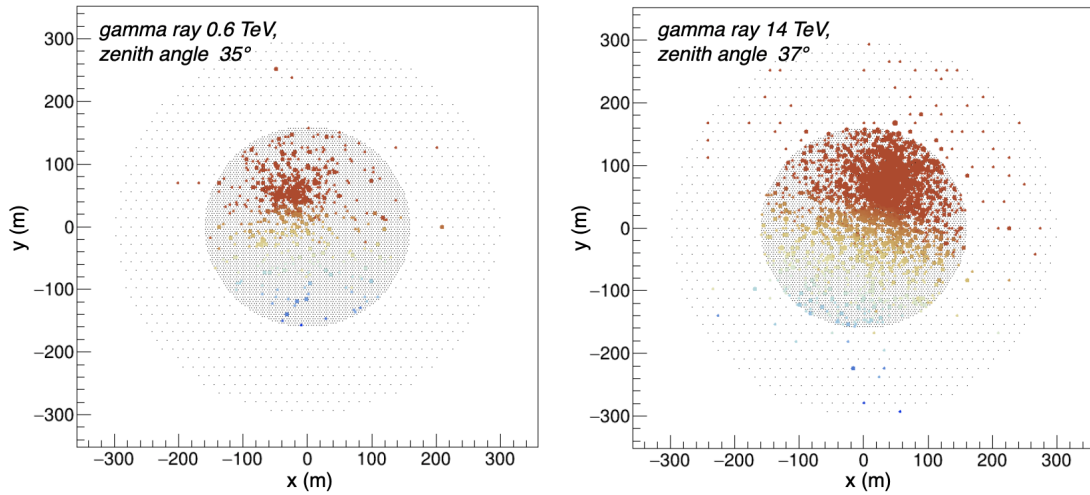 gamma ray 0.6 TeV,
zenith angle 35°
300
200
100
0
−100
−200
−300
y (m)
−300 −200 −100 0 100 200 300
x (m)
gamma ray 14 TeV,
zenith angle 37°
300
200
100
0
−100
−200
−300
y (m)
−300 −200 −100 0 100 200 300
x (m)